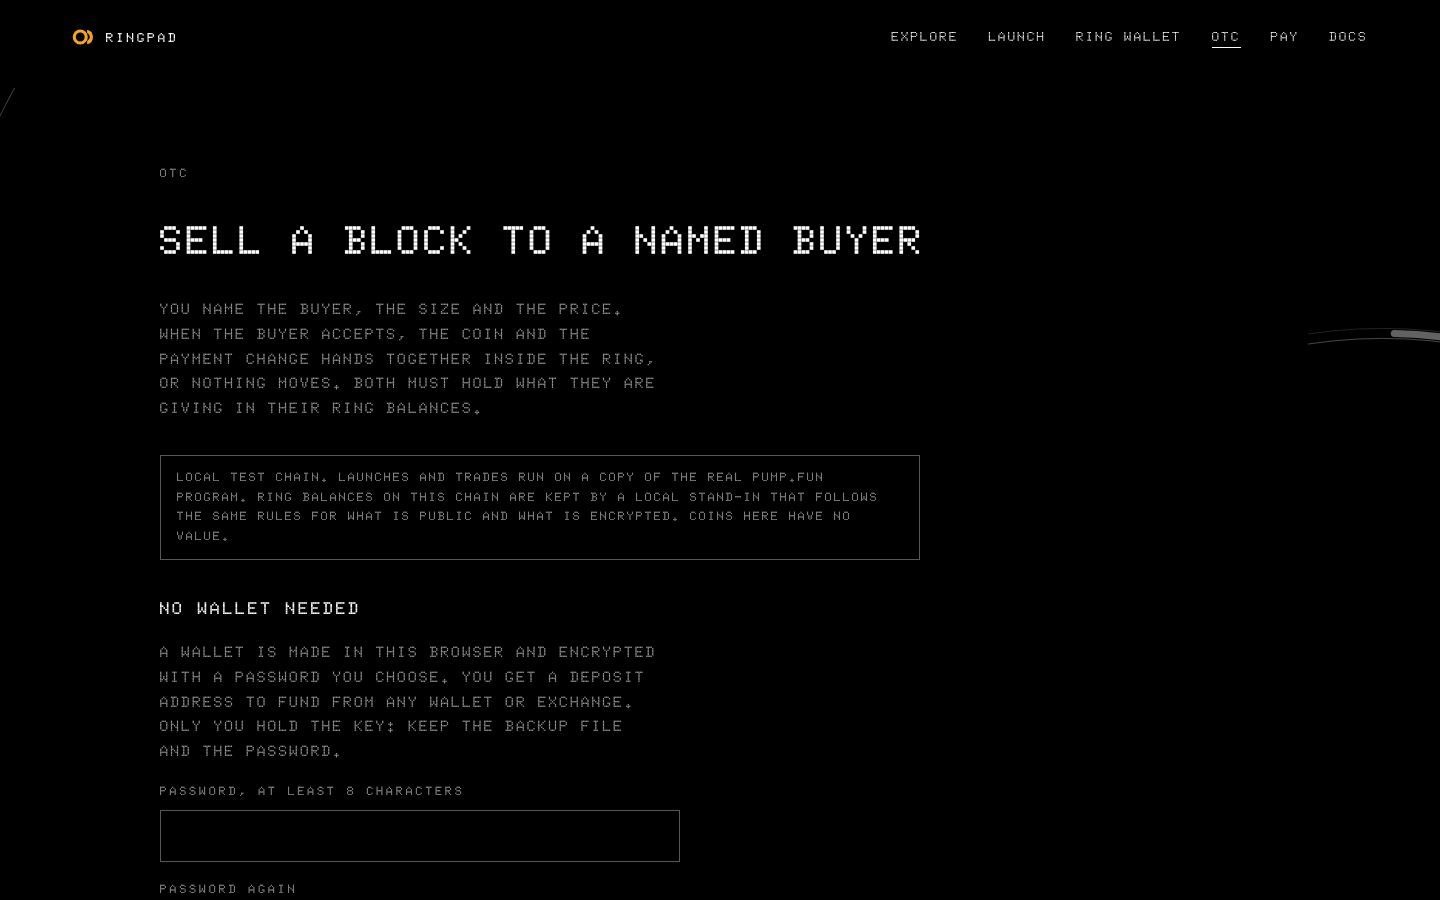 RINGPAD
EXPLORE LAUNCH RING WALLET OTC PAY DOCS
OTC
SELL A BLOCK TO A NAMED BUYER
YOU NAME THE BUYER, THE SIZE AND THE PRICE.
WHEN THE BUYER ACCEPTS, THE COIN AND THE
PAYMENT CHANGE HANDS TOGETHER INSIDE THE RING,
OR NOTHING MOVES. BOTH MUST HOLD WHAT THEY ARE
GIVING IN THEIR RING BALANCES.
LOCAL TEST CHAIN. LAUNCHES AND TRADES RUN ON A COPY OF THE REAL PUMP.FUN
PROGRAM. RING BALANCES ON THIS CHAIN ARE KEPT BY A LOCAL STAND-IN THAT FOLLOWS
THE SAME RULES FOR WHAT IS PUBLIC AND WHAT IS ENCRYPTED. COINS HERE HAVE NO
VALUE.
NO WALLET NEEDED
A WALLET IS MADE IN THIS BROWSER AND ENCRYPTED
WITH A PASSWORD YOU CHOOSE. YOU GET A DEPOSIT
ADDRESS TO FUND FROM ANY WALLET OR EXCHANGE.
ONLY YOU HOLD THE KEY: KEEP THE BACKUP FILE
AND THE PASSWORD.
PASSWORD, AT LEAST 8 CHARACTERS
PASSWORD AGAIN